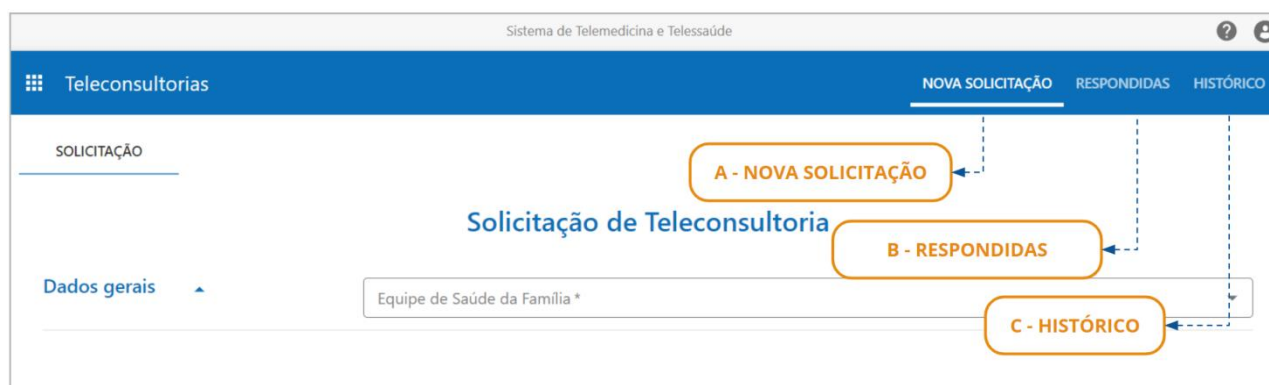 Sistema de Telemedicina e Telessaúde
Teleconsultorias
NOVA SOLICITAÇÃO
RESPONDIDAS
HISTÓRICO
SOLICITAÇÃO
A - NOVA SOLICITAÇÃO
Solicitação de Teleconsultoria
B - RESPONDIDAS
Dados gerais
Equipe de Saúde da Família *
C - HISTÓRICO